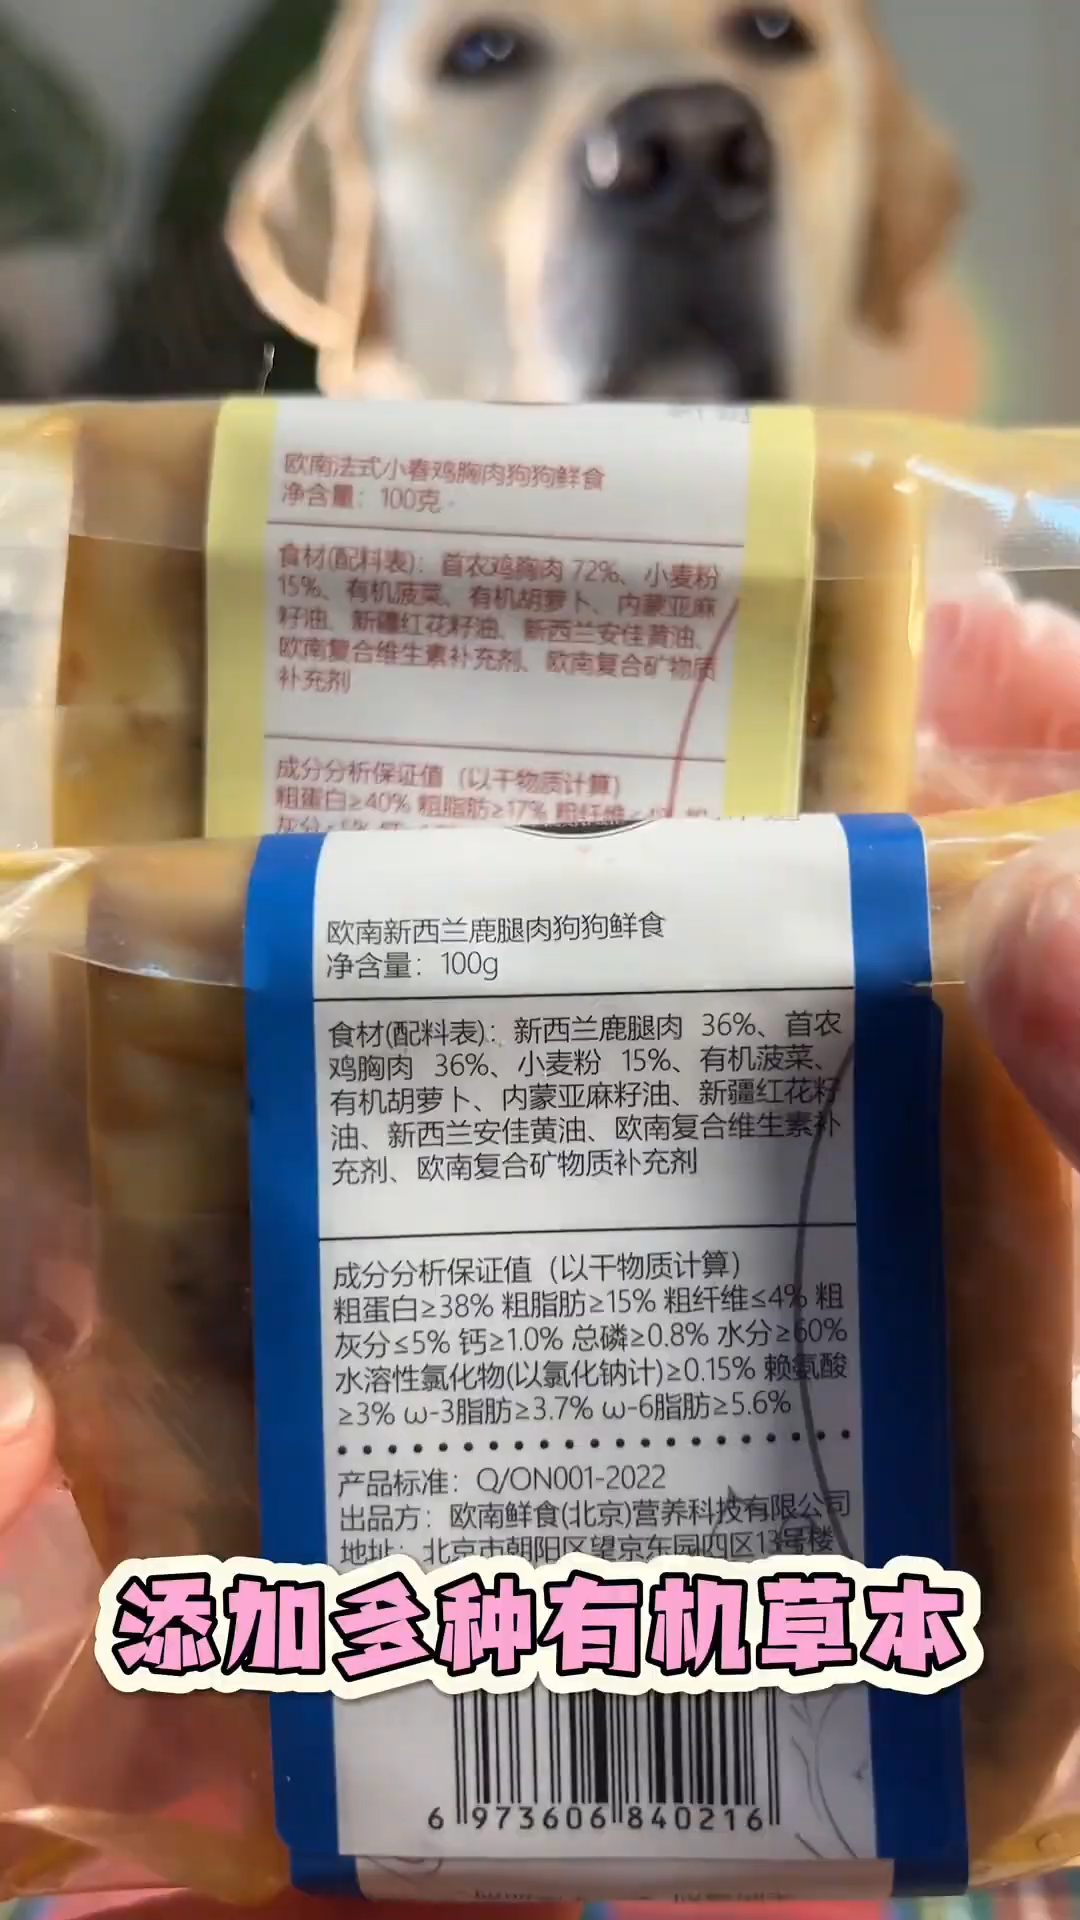 欧南法式小春鸡胸肉狗狗鲜食
净含量：100克
食材(配料表)：首农鸡胸肉 72%、小麦粉
15%、有机菠菜、有机胡萝卜、内蒙亚麻
籽油、新疆红花籽油、新西兰安佳黄油、
欧南复合维生素补充剂、欧南复合矿物质
补充剂
成分分析保证值（以干物质计算）
粗蛋白≥40% 粗脂肪≥17% 粗纤维
欧南新西兰鹿腿肉狗狗鲜食
净含量：100g
食材(配料表)：新西兰鹿腿肉 36%、首农
鸡胸肉 36%、小麦粉 15%、有机菠菜、
有机胡萝卜、内蒙亚麻籽油、新疆红花籽
油、新西兰安佳黄油、欧南复合维生素补
充剂、欧南复合矿物质补充剂
成分分析保证值（以干物质计算）
粗蛋白≥38% 粗脂肪≥15% 粗纤维≤4% 粗
灰分≤5% 钙≥1.0% 总磷≥0.8% 水分≥60%
水溶性氯化物(以氯化钠计)≥0.15% 赖氨酸
≥3% ω-3脂肪≥3.7% ω-6脂肪≥5.6%
产品标准：Q/ON001-2022
出品方：欧南鲜食(北京)营养科技有限公司
地址：北京市朝阳区望京东园四区13号楼
添加多种有机草本
6 973606 840216